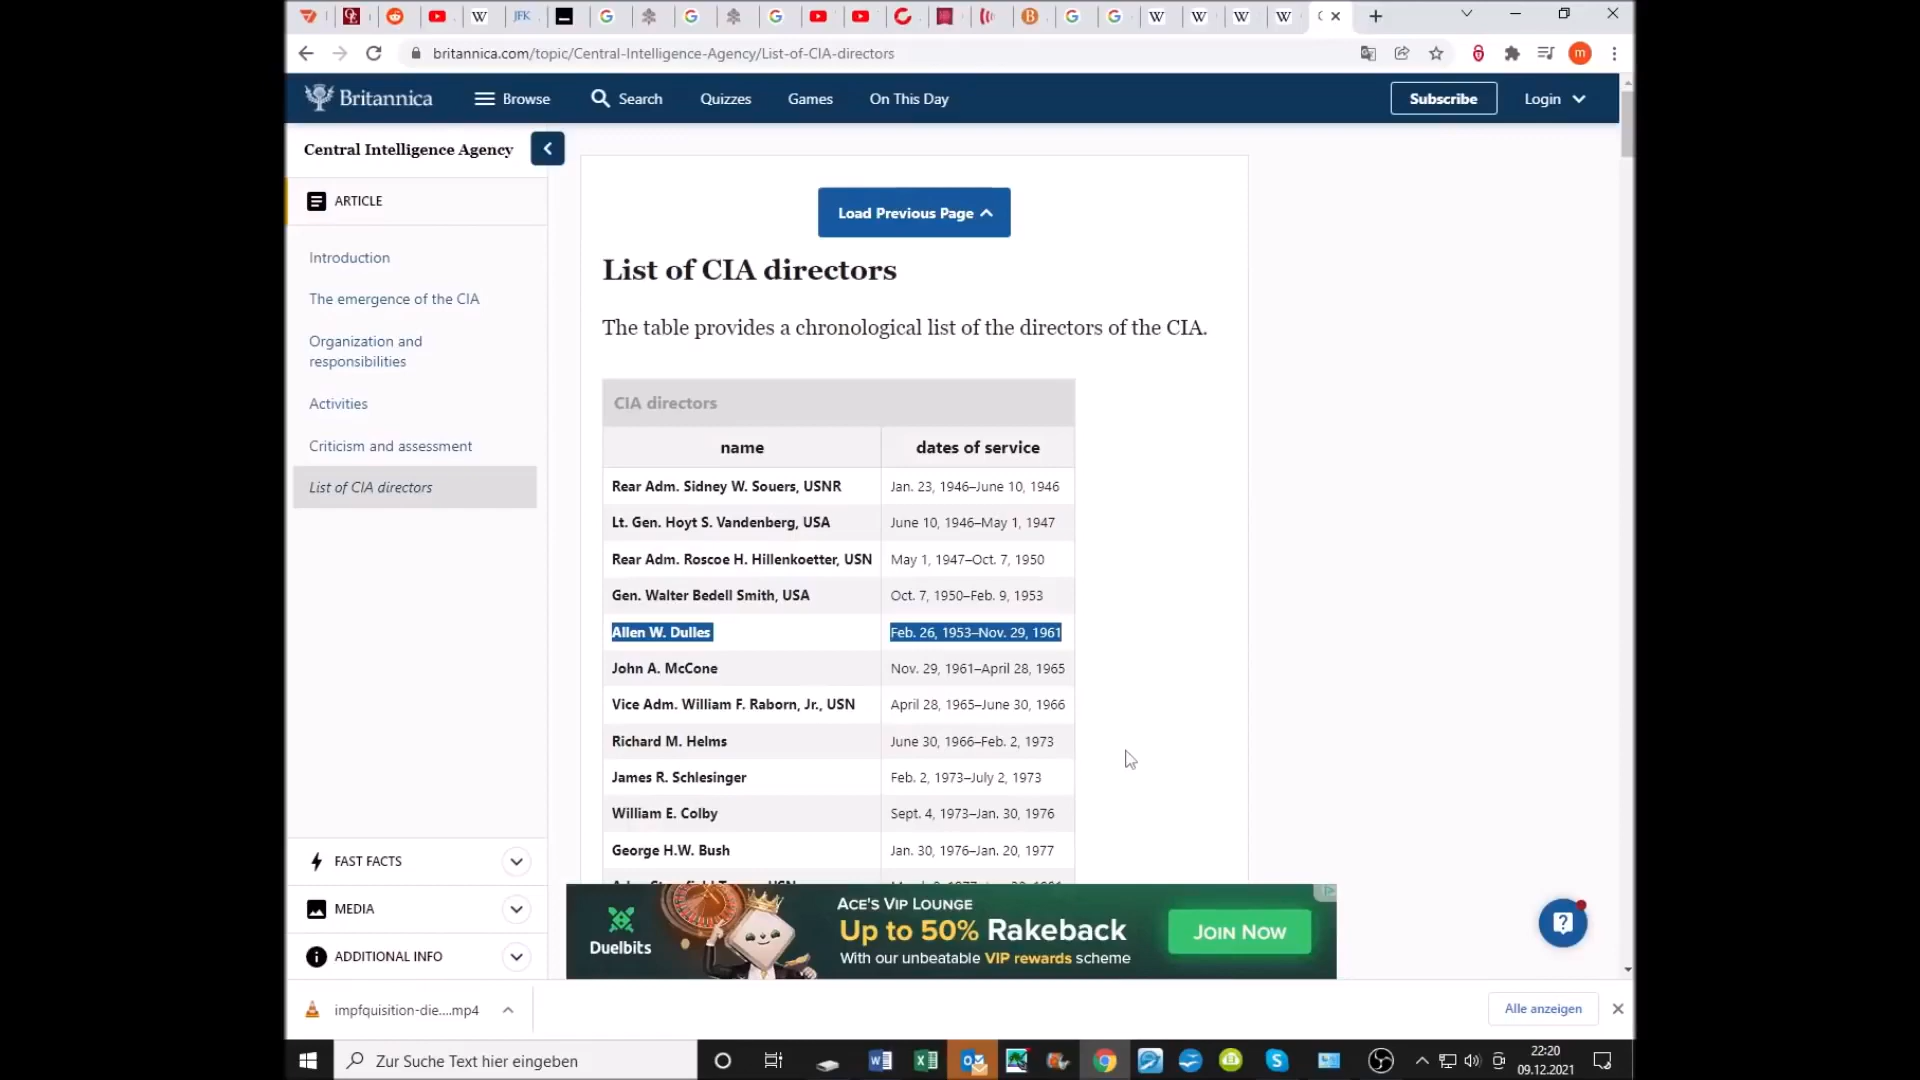 JFK
britannica.com/topic/Central-Intelligence-Agency/List-of-CIA-directors
m
Britannica
Browse
Search
Quizzes
Games
On This Day
Subscribe
Login
Central Intelligence Agency
ARTICLE
Introduction
The emergence of the CIA
Organization and
responsibilities
Activities
Criticism and assessment
List of CIA directors
FAST FACTS
MEDIA
ADDITIONAL INFO
Load Previous Page
List of CIA directors
The table provides a chronological list of the directors of the CIA.
CIA directors
name dates of service
Rear Adm. Sidney W. Souers, USNR Jan. 23, 1946–June 10, 1946
Lt. Gen. Hoyt S. Vandenberg, USA June 10, 1946–May 1, 1947
Rear Adm. Roscoe H. Hillenkoetter, USN May 1, 1947–Oct. 7, 1950
Gen. Walter Bedell Smith, USA Oct. 7, 1950–Feb. 9, 1953
Allen W. Dulles Feb. 26, 1953–Nov. 29, 1961
John A. McCone Nov. 29, 1961–April 28, 1965
Vice Adm. William F. Raborn, Jr., USN April 28, 1965–June 30, 1966
Richard M. Helms June 30, 1966–Feb. 2, 1973
James R. Schlesinger Feb. 2, 1973–July 2, 1973
William E. Colby Sept. 4, 1973–Jan. 30, 1976
George H.W. Bush Jan. 30, 1976–Jan. 20, 1977
Duelbits
ACE'S VIP LOUNGE
Up to 50% Rakeback
With our unbeatable VIP rewards scheme
JOIN NOW
impfquisition-die....mp4
Alle anzeigen
Zur Suche Text hier eingeben
22:20
09.12.2021